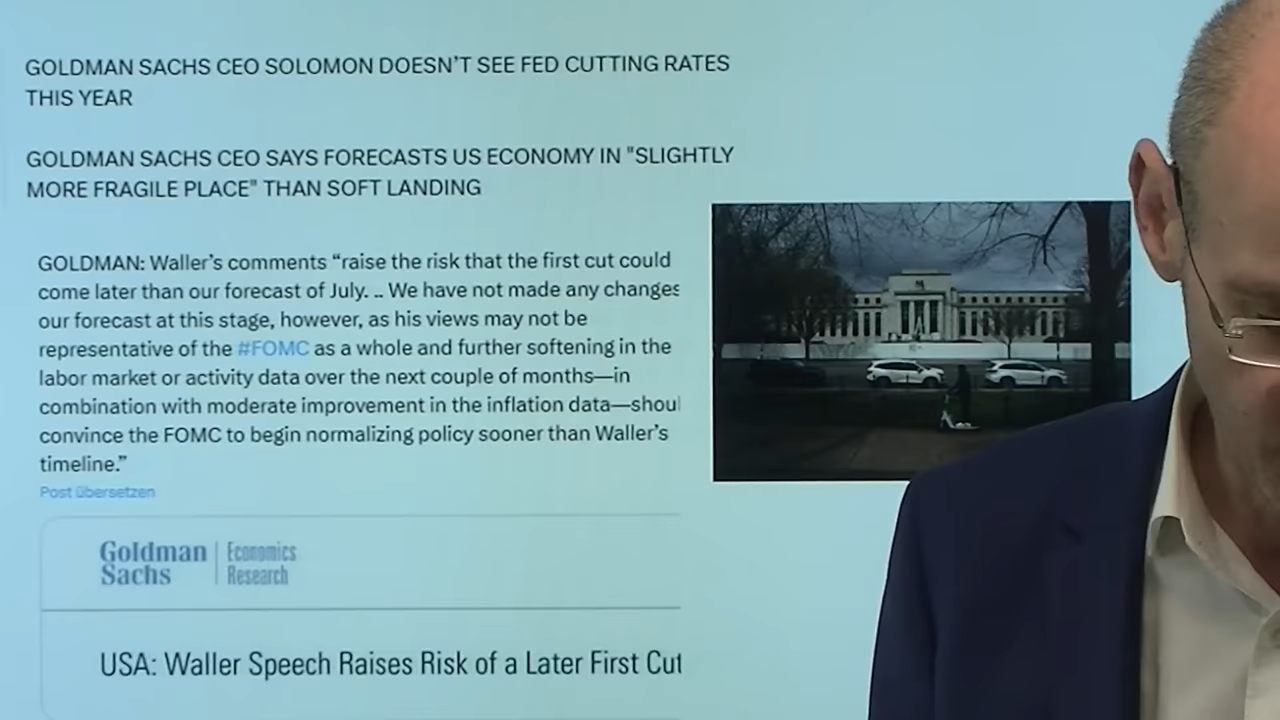 GOLDMAN SACHS CEO SOLOMON DOESN'T SEE FED CUTTING RATES
THIS YEAR
GOLDMAN SACHS CEO SAYS FORECASTS US ECONOMY IN "SLIGHTLY
MORE FRAGILE PLACE" THAN SOFT LANDING
GOLDMAN: Waller's comments “raise the risk that the first cut could
come later than our forecast of July. .. We have not made any changes
our forecast at this stage, however, as his views may not be
representative of the #FOMC as a whole and further softening in the
labor market or activity data over the next couple of months—in
combination with moderate improvement in the inflation data—shoul
convince the FOMC to begin normalizing policy sooner than Waller's
timeline.”
Post übersetzen
Goldman
Sachs
Economics
Research
USA: Waller Speech Raises Risk of a Later First Cut